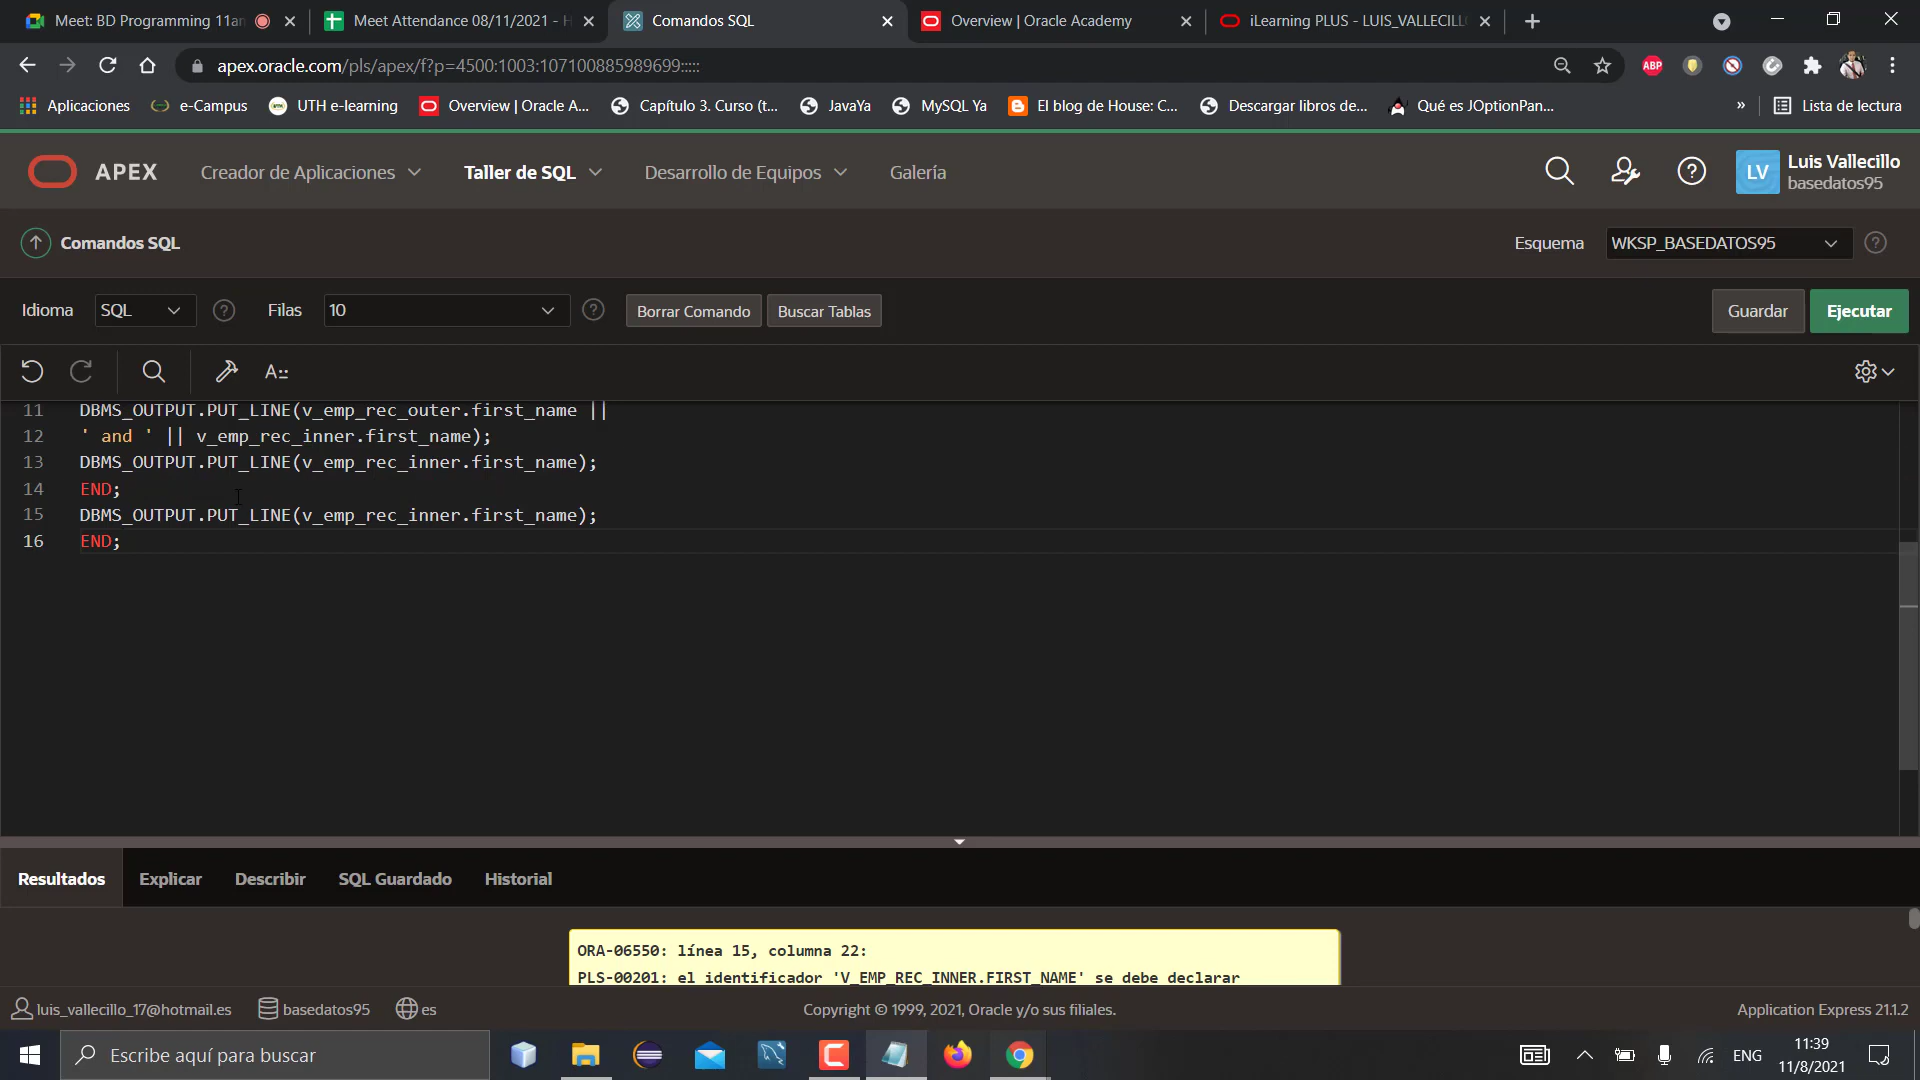 Meet: BD Programming 11am
Meet Attendance 08/11/2021 - H
Comandos SQL
Overview | Oracle Academy
iLearning PLUS - LUIS_VALLECILL
apex.oracle.com/pls/apex/f?p=4500:1003:107100885989699:::::
ABP
Aplicaciones
e-Campus
UTH e-learning
Overview | Oracle A...
Capítulo 3. Curso (t...
JavaYa
MySQL Ya
El blog de House: C...
Descargar libros de...
Qué es JOptionPan...
»
Lista de lectura
APEX
Creador de Aplicaciones
Taller de SQL
Desarrollo de Equipos
Galería
LV
Luis Vallecillo
basedatos95
Comandos SQL
Esquema
WKSP_BASEDATOS95
Idioma
SQL
Filas
10
Borrar Comando
Buscar Tablas
Guardar
Ejecutar
A::
11 DBMS_OUTPUT.PUT_LINE(v_emp_rec_outer.first_name ||
12 ' and ' || v_emp_rec_inner.first_name);
13 DBMS_OUTPUT.PUT_LINE(v_emp_rec_inner.first_name);
14 END;
15 DBMS_OUTPUT.PUT_LINE(v_emp_rec_inner.first_name);
16 END;
Resultados
Explicar
Describir
SQL Guardado
Historial
ORA-06550: línea 15, columna 22:
PLS-00201: el identificador 'V_EMP_REC_INNER.FIRST_NAME' se debe declarar
luis_vallecillo_17@hotmail.es
basedatos95
es
Copyright © 1999, 2021, Oracle y/o sus filiales.
Application Express 21.1.2
Escribe aquí para buscar
ENG
11:39
11/8/2021